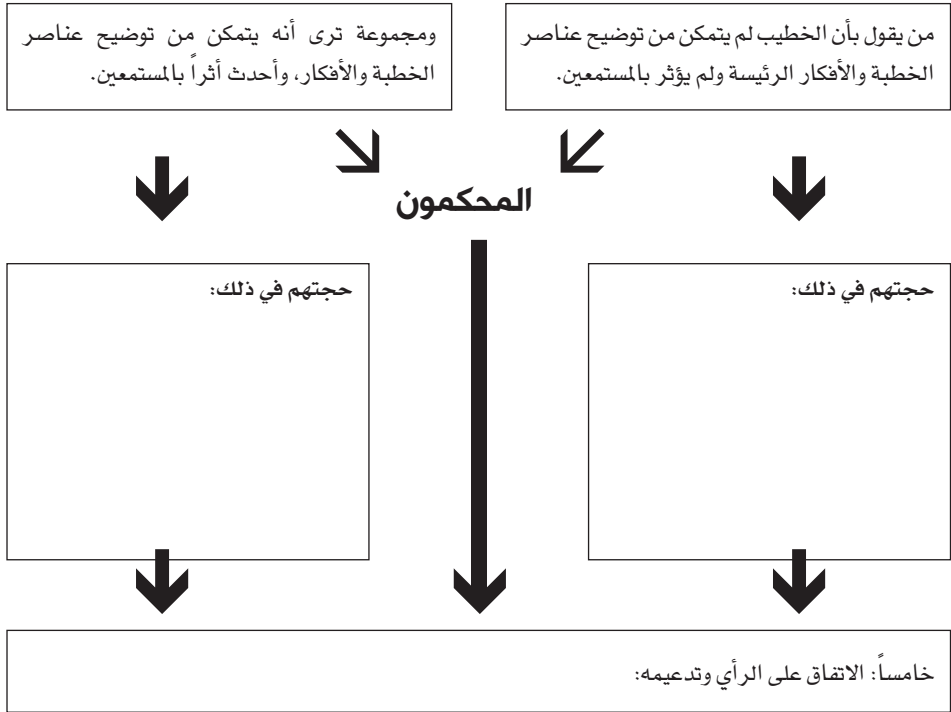 من يقول بأن الخطيب لم يتمكن من توضيح عناصر
الخطبة والأفكار الرئيسة ولم يؤثر بالمستمعين.
ومجموعة ترى أنه يتمكن من توضيح عناصر
الخطبة والأفكار، وأحدث أثراً بالمستمعين.
المحكمون
حجتهم في ذلك:
حجتهم في ذلك:
خامساً: الاتفاق على الرأي وتدعيمه: